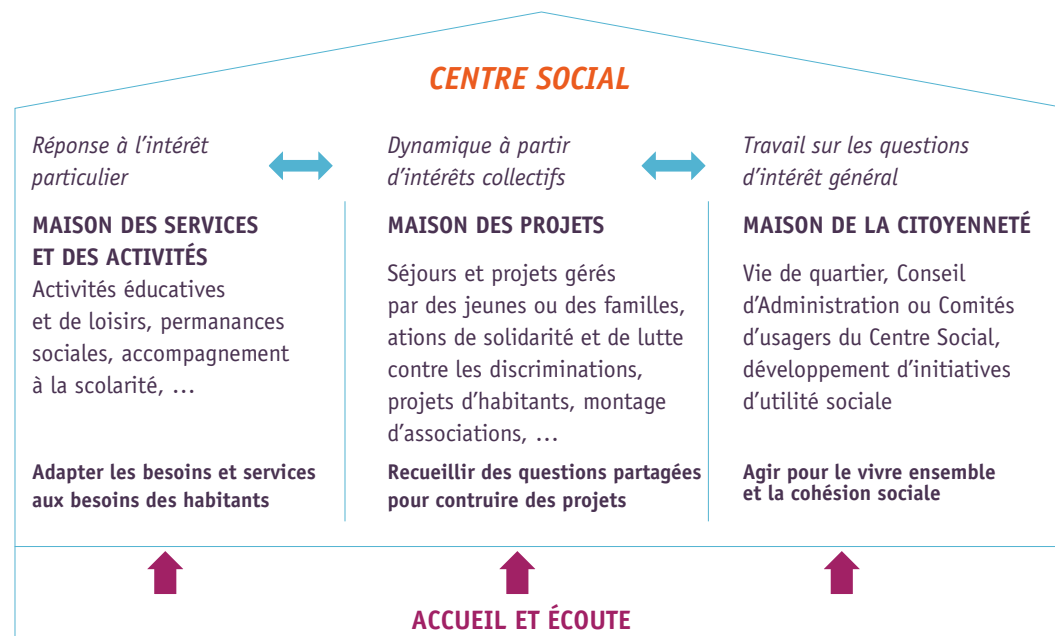 CENTRE SOCIAL
Réponse à l’intérêt
particulier
MAISON DES SERVICES
ET DES ACTIVITÉS
Activités éducatives
et de loisirs, permanances
sociales, accompagnement
à la scolarité, …
Adapter les besoins et services
aux besoins des habitants
Dynamique à partir
d’intérêts collectifs
MAISON DES PROJETS
Séjours et projets gérés
par des jeunes ou des familles,
ations de solidarité et de lutte
contre les discriminations,
projets d’habitants, montage
d’associations, …
Recueillir des questions partagées
pour contruire des projets
Travail sur les questions
d’intérêt général
MAISON DE LA CITOYENNETÉ
Vie de quartier, Conseil
d’Administration ou Comités
d’usagers du Centre Social,
développement d’initiatives
d’utilité sociale
Agir pour le vivre ensemble
et la cohésion sociale
ACCUEIL ET ÉCOUTE